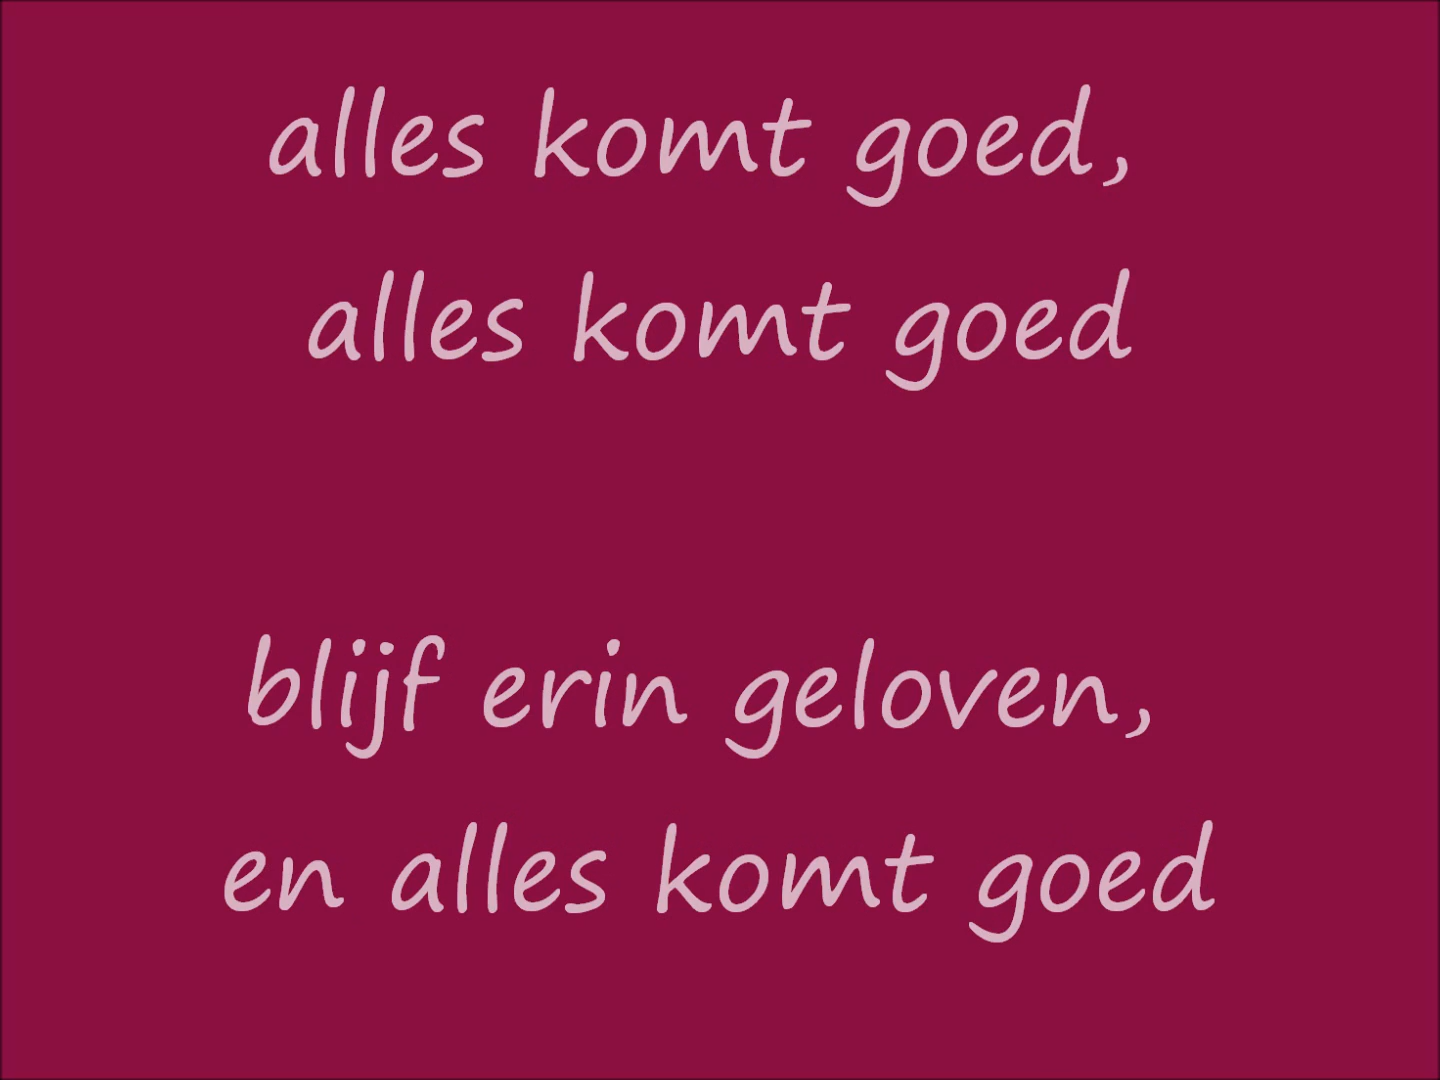 alles komt goed,
alles komt goed
blijf erin geloven,
en alles komt goed